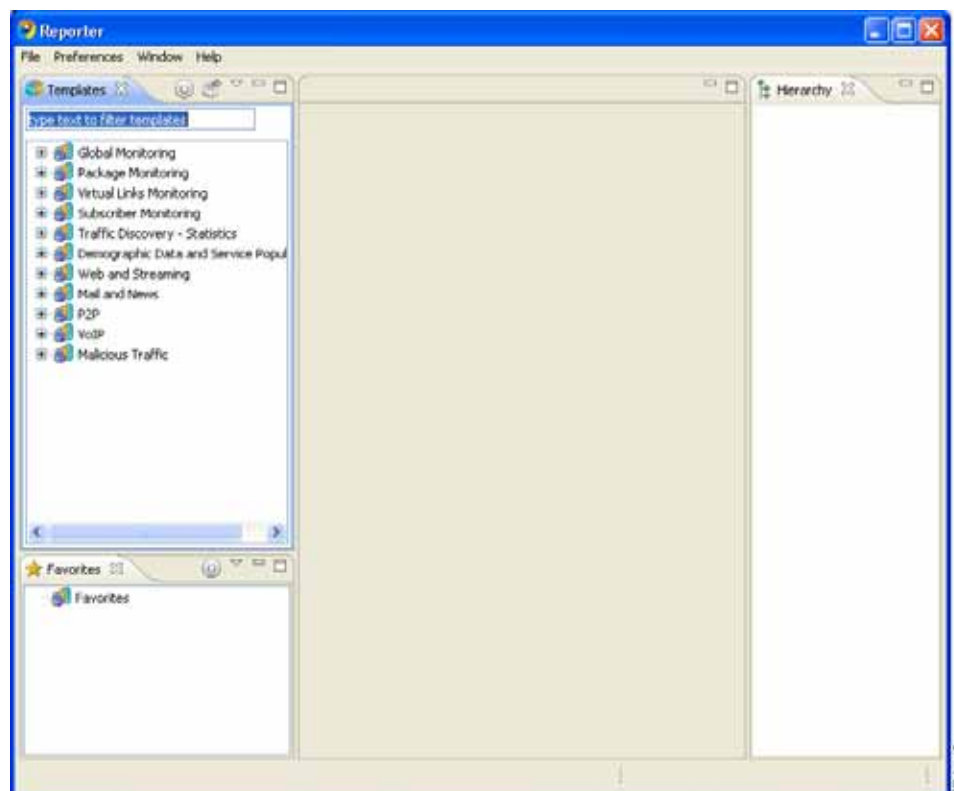 Reporter
File Preferences Window Help
Templates
type text to filter templates
Global Monitoring
Package Monitoring
Virtual Links Monitoring
Subscriber Monitoring
Traffic Discovery - Statistics
Demographic Data and Service Popul
Web and Streaming
Mail and News
P2P
VoIP
Malicious Traffic
Favorites
Favorites
Hierarchy